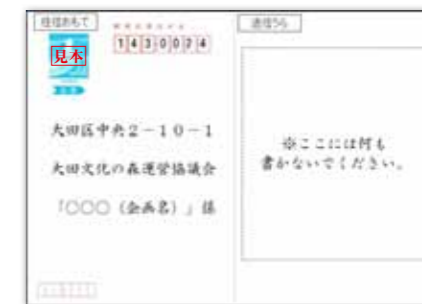 往信おもて
見本
1430024
大田区中央2-10-1
大田文化の森運営協議会
「○○○(企画名)」係
返信うら
※ここには何も
書かないでください。